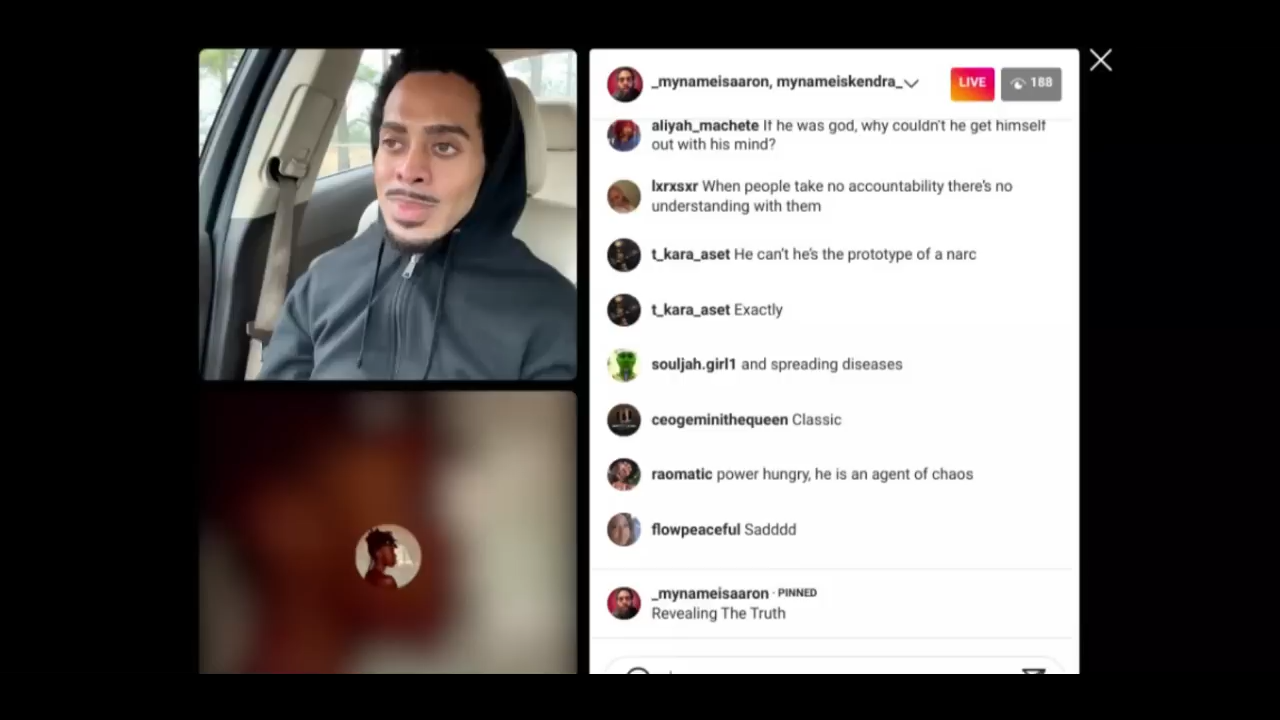 _mynameisaaron, mynameiskendra_
LIVE
188
aliyah_machete If he was god, why couldn't he get himself
out with his mind?
lxrxsxr When people take no accountability there's no
understanding with them
t_kara_aset He can't he's the prototype of a narc
t_kara_aset Exactly
souljah.girl1 and spreading diseases
ceogeminithequeen Classic
raomatic power hungry, he is an agent of chaos
flowpeaceful Sadddd
_mynameisaaron · PINNED
Revealing The Truth